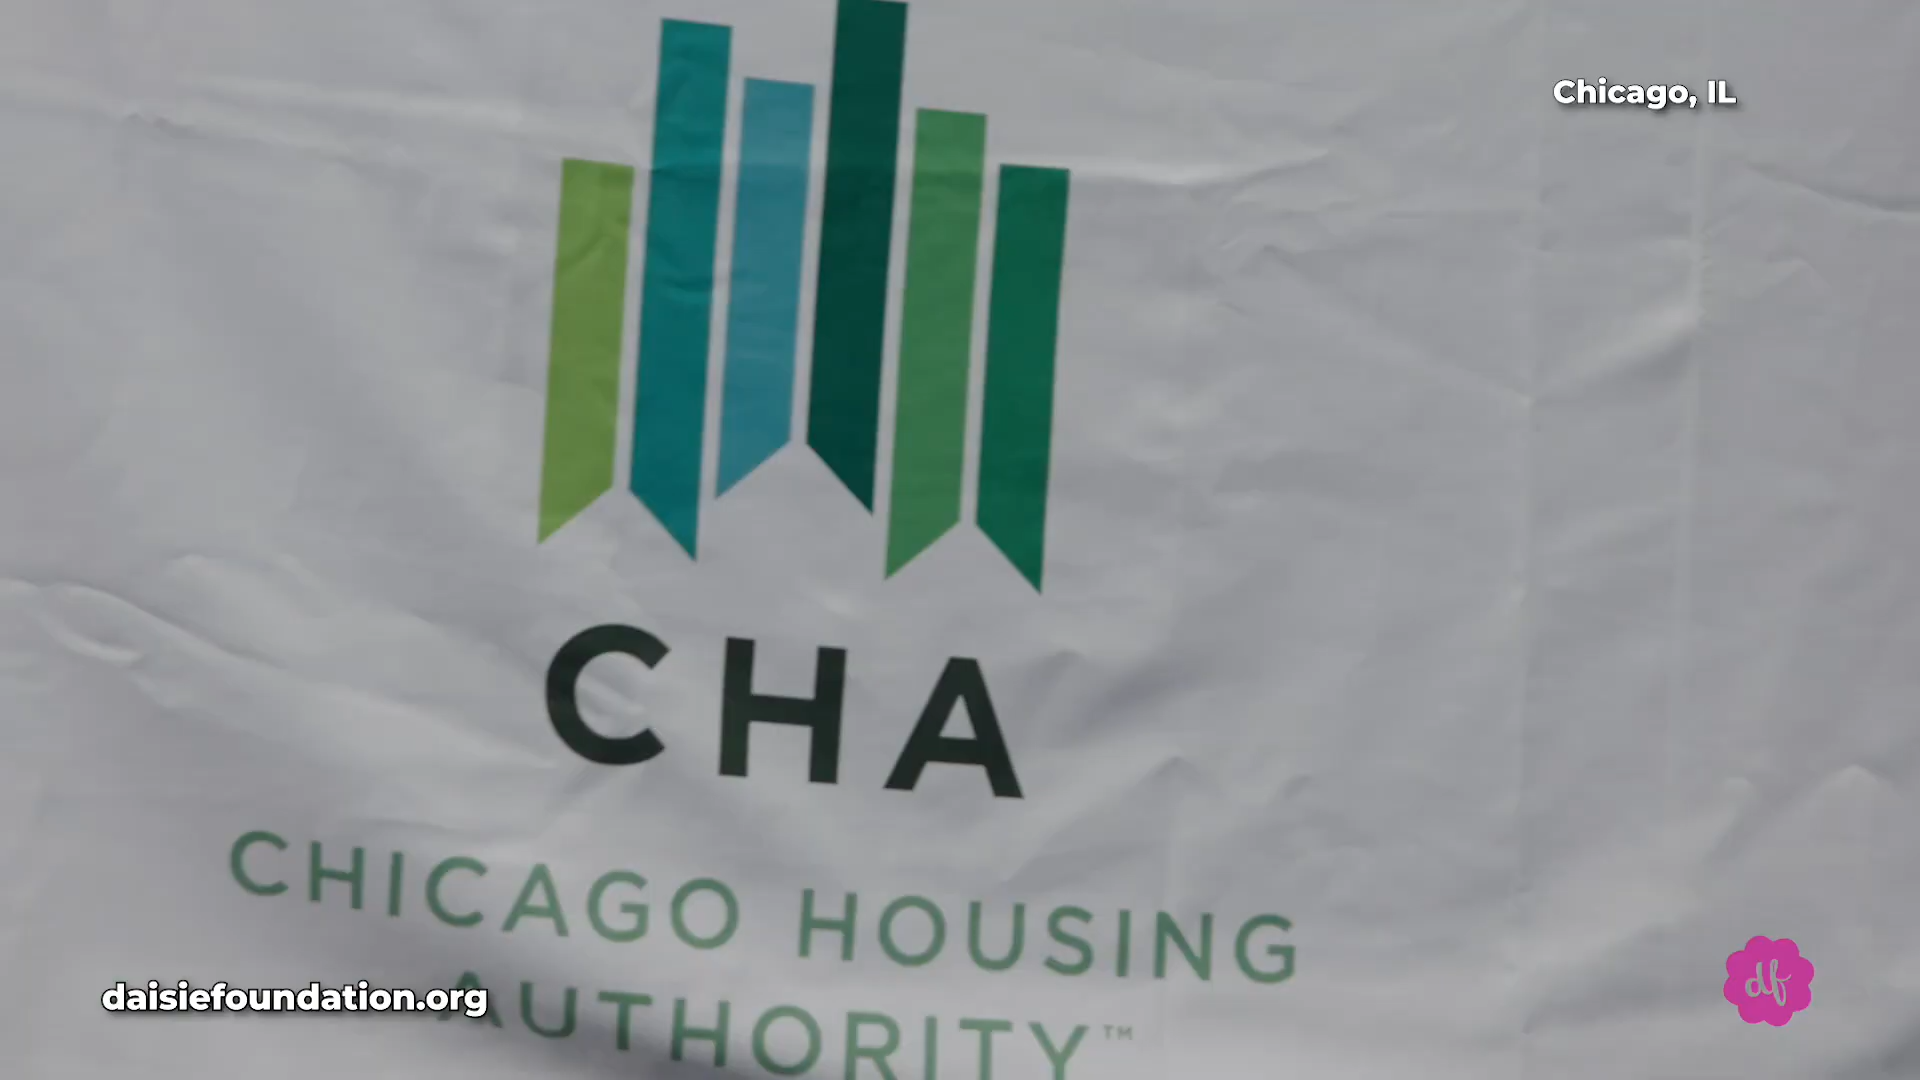 Chicago, IL
CHA
CHICAGO HOUSING
AUTHORITY™
daisiefoundation.org
df